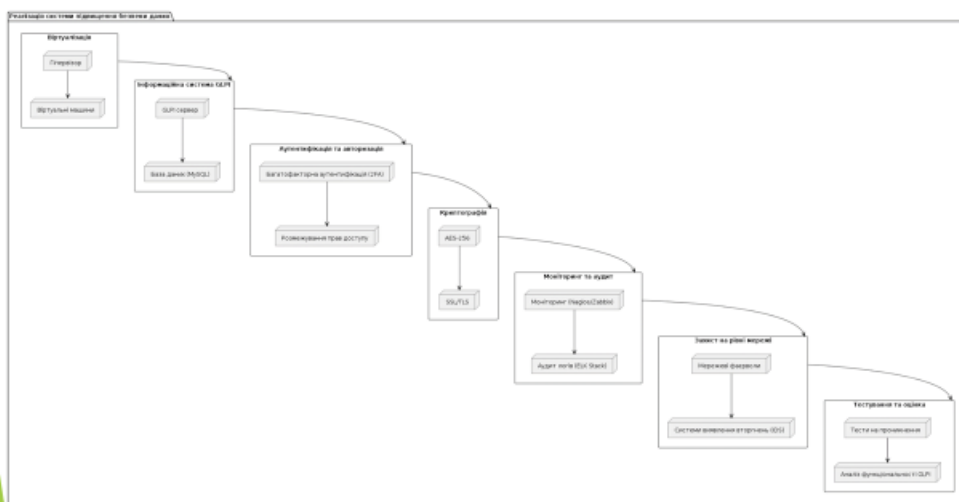 Реалізація системи підвищення безпеки даних
Віртуалізація
Гіпервізор
Віртуальні машини
Інформаційна система GLPI
GLPI сервер
База даних (MySQL)
Аутентифікація та авторизація
Багатофакторна аутентифікація (2FA)
Розмежування прав доступу
Криптографія
AES-256
SSL/TLS
Моніторинг та аудит
Моніторинг (Nagios/Zabbix)
Аудит логів (ELK Stack)
Захист на рівні мережі
Мережеві фаєрволи
Системи виявлення вторгнень (IDS)
Тестування та оцінка
Тести на проникнення
Аналіз функціональності GLPI